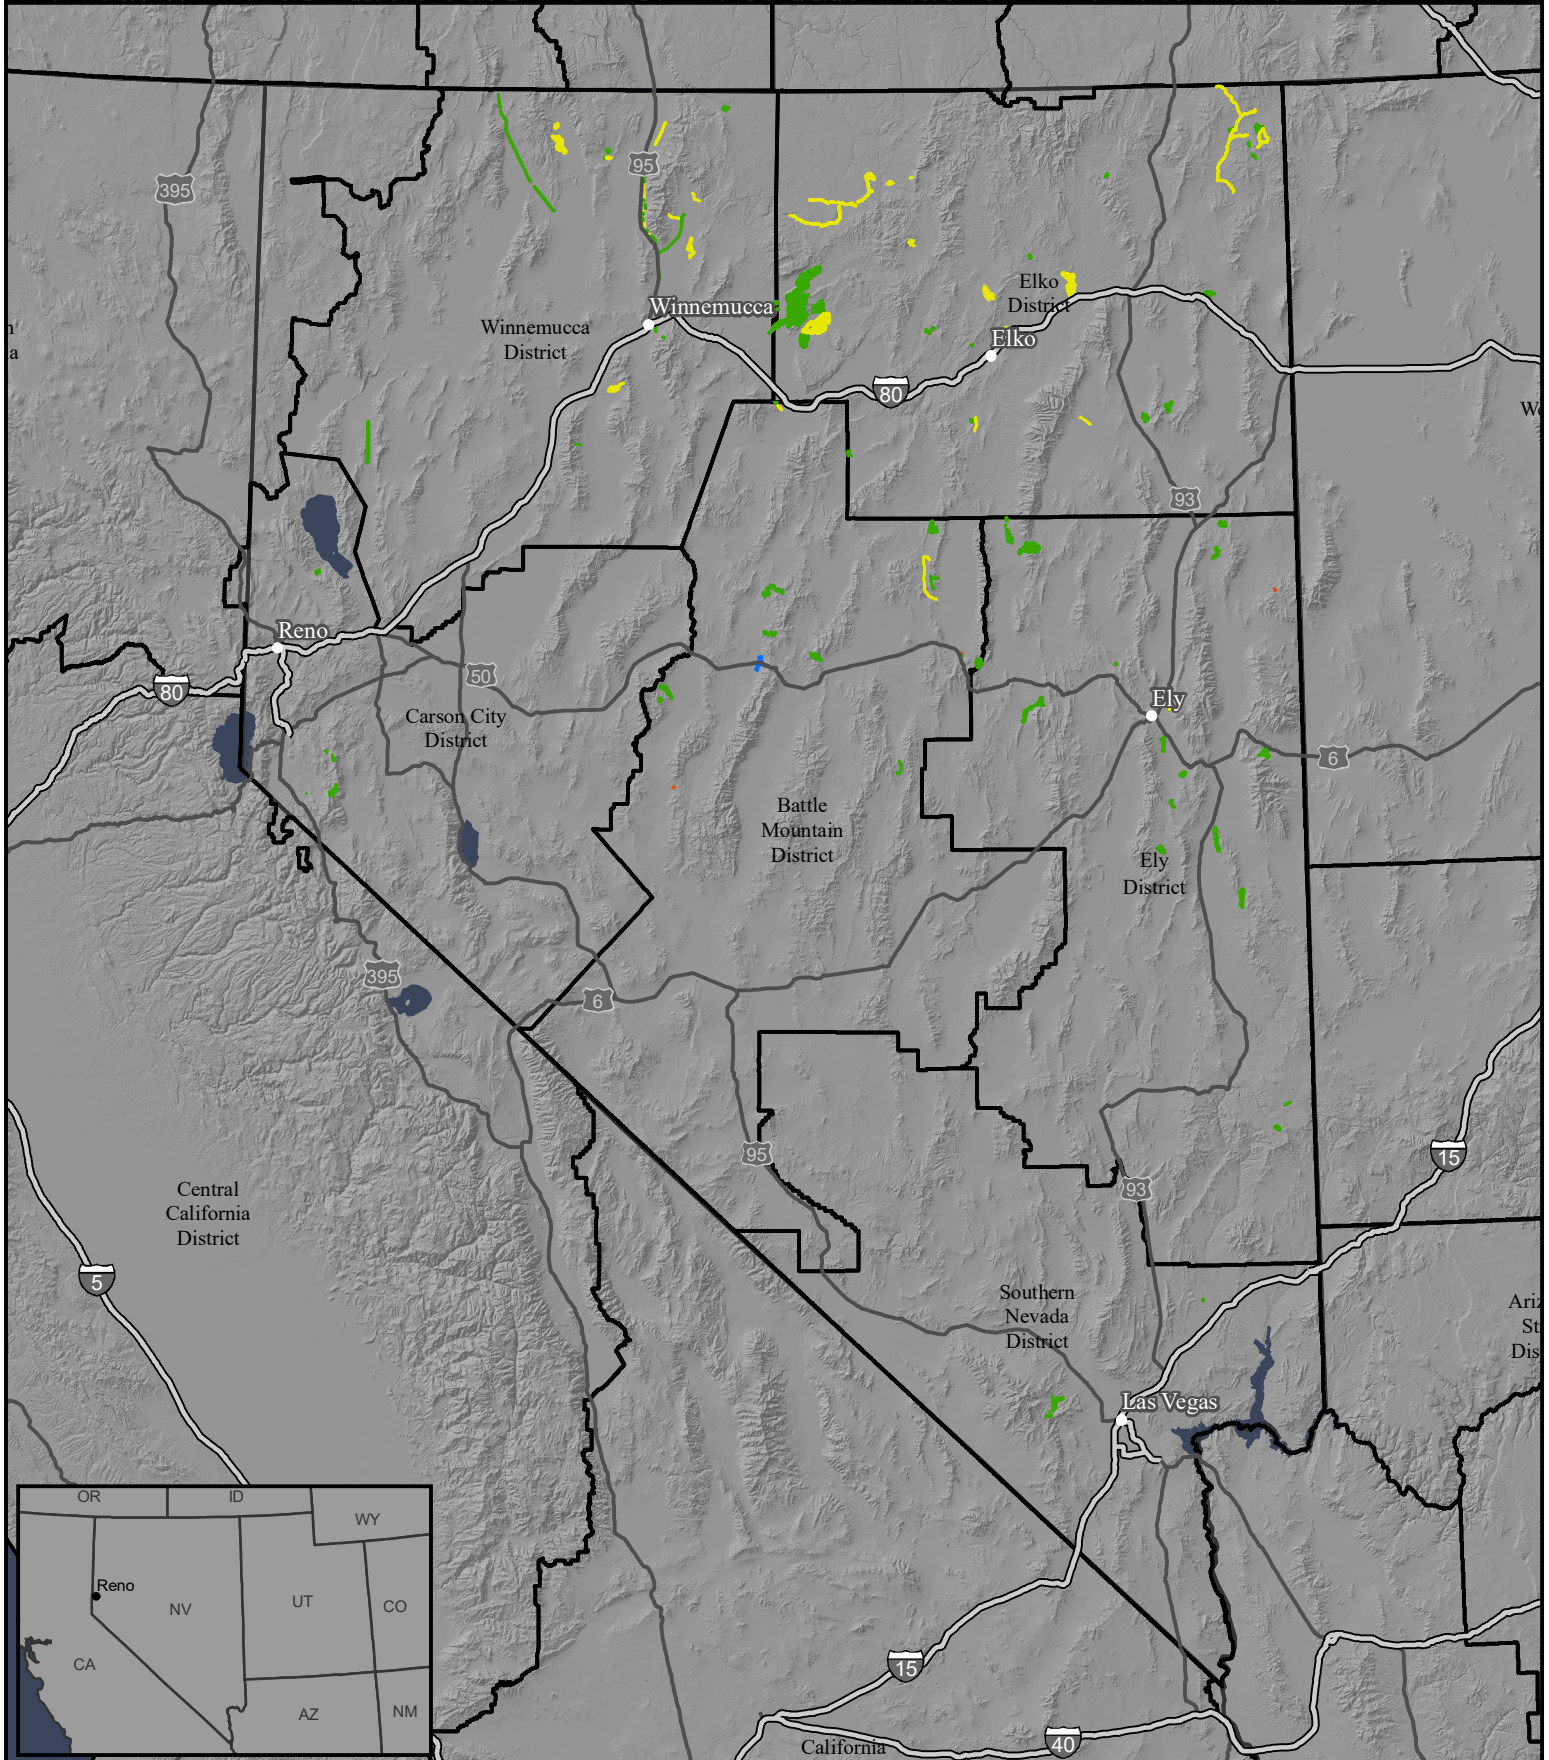 95
395
Elko
District
Winnemucca
Winnemucca
District
Elko
80
93
Reno
50
80
Ely
Carson City
District
6
Battle
Mountain
District
Ely
District
395
6
95
15
93
Central
California
District
5
Southern
Nevada
District
Las Vegas
OR
ID
WY
Reno
NV
UT
CO
CA
AZ
NM
15
40
California